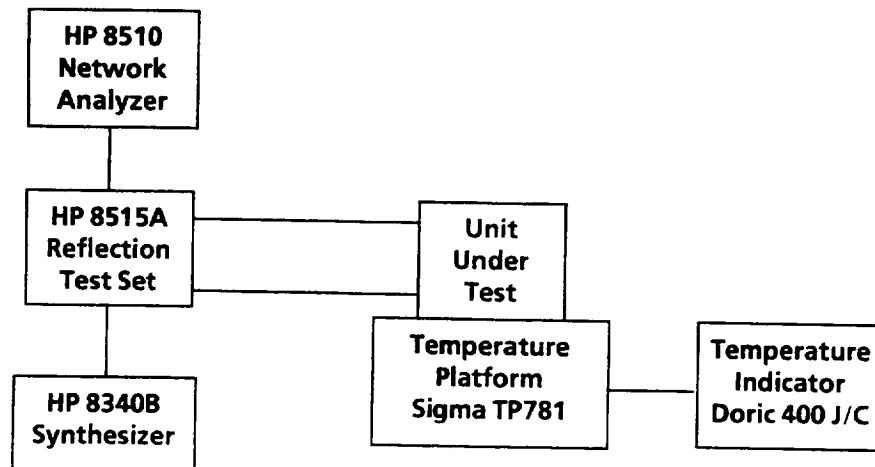 HP 8510
Network
Analyzer
HP 8515A
Reflection
Test Set
Unit
Under
Test
HP 8340B
Synthesizer
Temperature
Platform
Sigma TP781
Temperature
Indicator
Doric 400 J/C